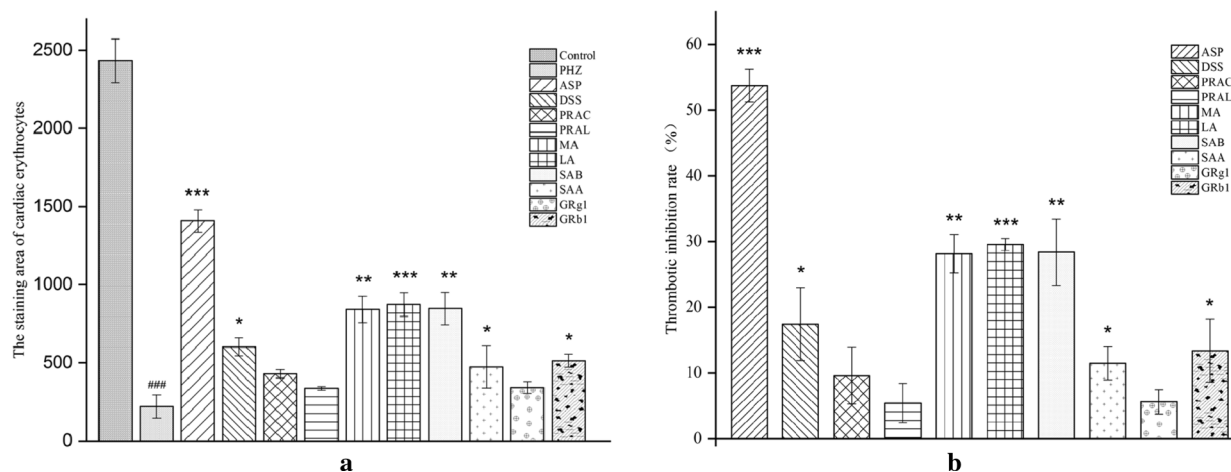 The staining area of cardiac erythrocytes
2500
2000
1500
1000
500
0
###
***
*
**
***
**
*
*
Control
PHZ
ASP
DSS
PRAC
PRAL
MA
LA
SAB
SAA
GRg1
GRb1
a
Thrombotic inhibition rate (%)
60
50
40
30
20
10
0
***
*
**
***
**
*
*
ASP
DSS
PRAC
PRAL
MA
LA
SAB
SAA
GRg1
GRb1
b